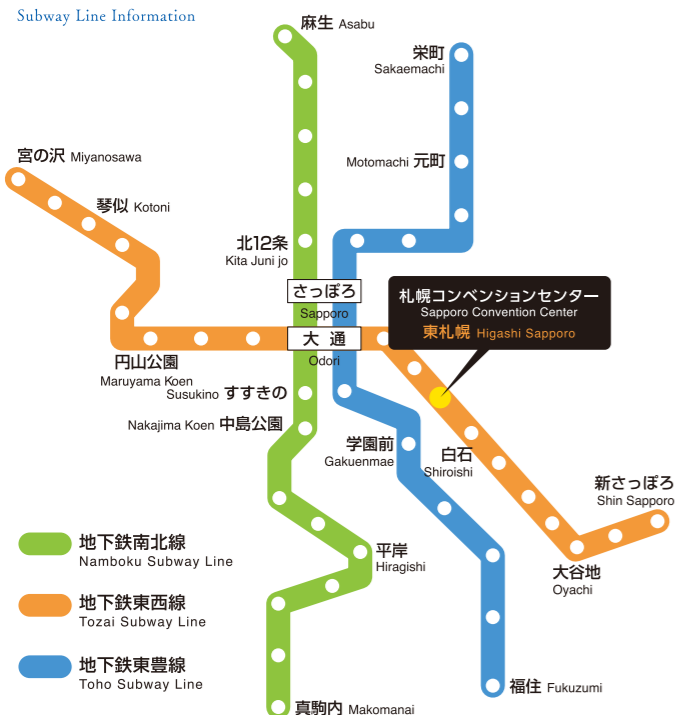 Subway Line Information
麻生 Asabu
栄町
Sakaemachi
宮の沢 Miyanosawa
Motomachi 元町
琴似 Kotoni
北12条
Kita Juni jo
さっぽろ
Sapporo
札幌コンベンションセンター
Sapporo Convention Center
東札幌 Higashi Sapporo
大通
Odori
円山公園
Maruyama Koen
Susukino すすきの
Nakajima Koen 中島公園
学園前
Gakuenmae
白石
Shiroishi
新さっぽろ
Shin Sapporo
地下鉄南北線
Namboku Subway Line
平岸
Hiragishi
大谷地
Oyachi
地下鉄東西線
Tozai Subway Line
地下鉄東豊線
Toho Subway Line
福住 Fukuzumi
真駒内 Makomanai